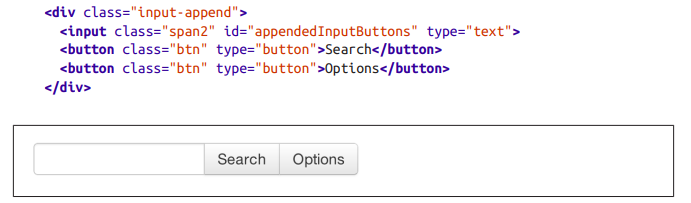 <div class="input-append">
  <input class="span2" id="appendedInputButtons" type="text">
  <button class="btn" type="button">Search</button>
  <button class="btn" type="button">Options</button>
</div>
Search Options